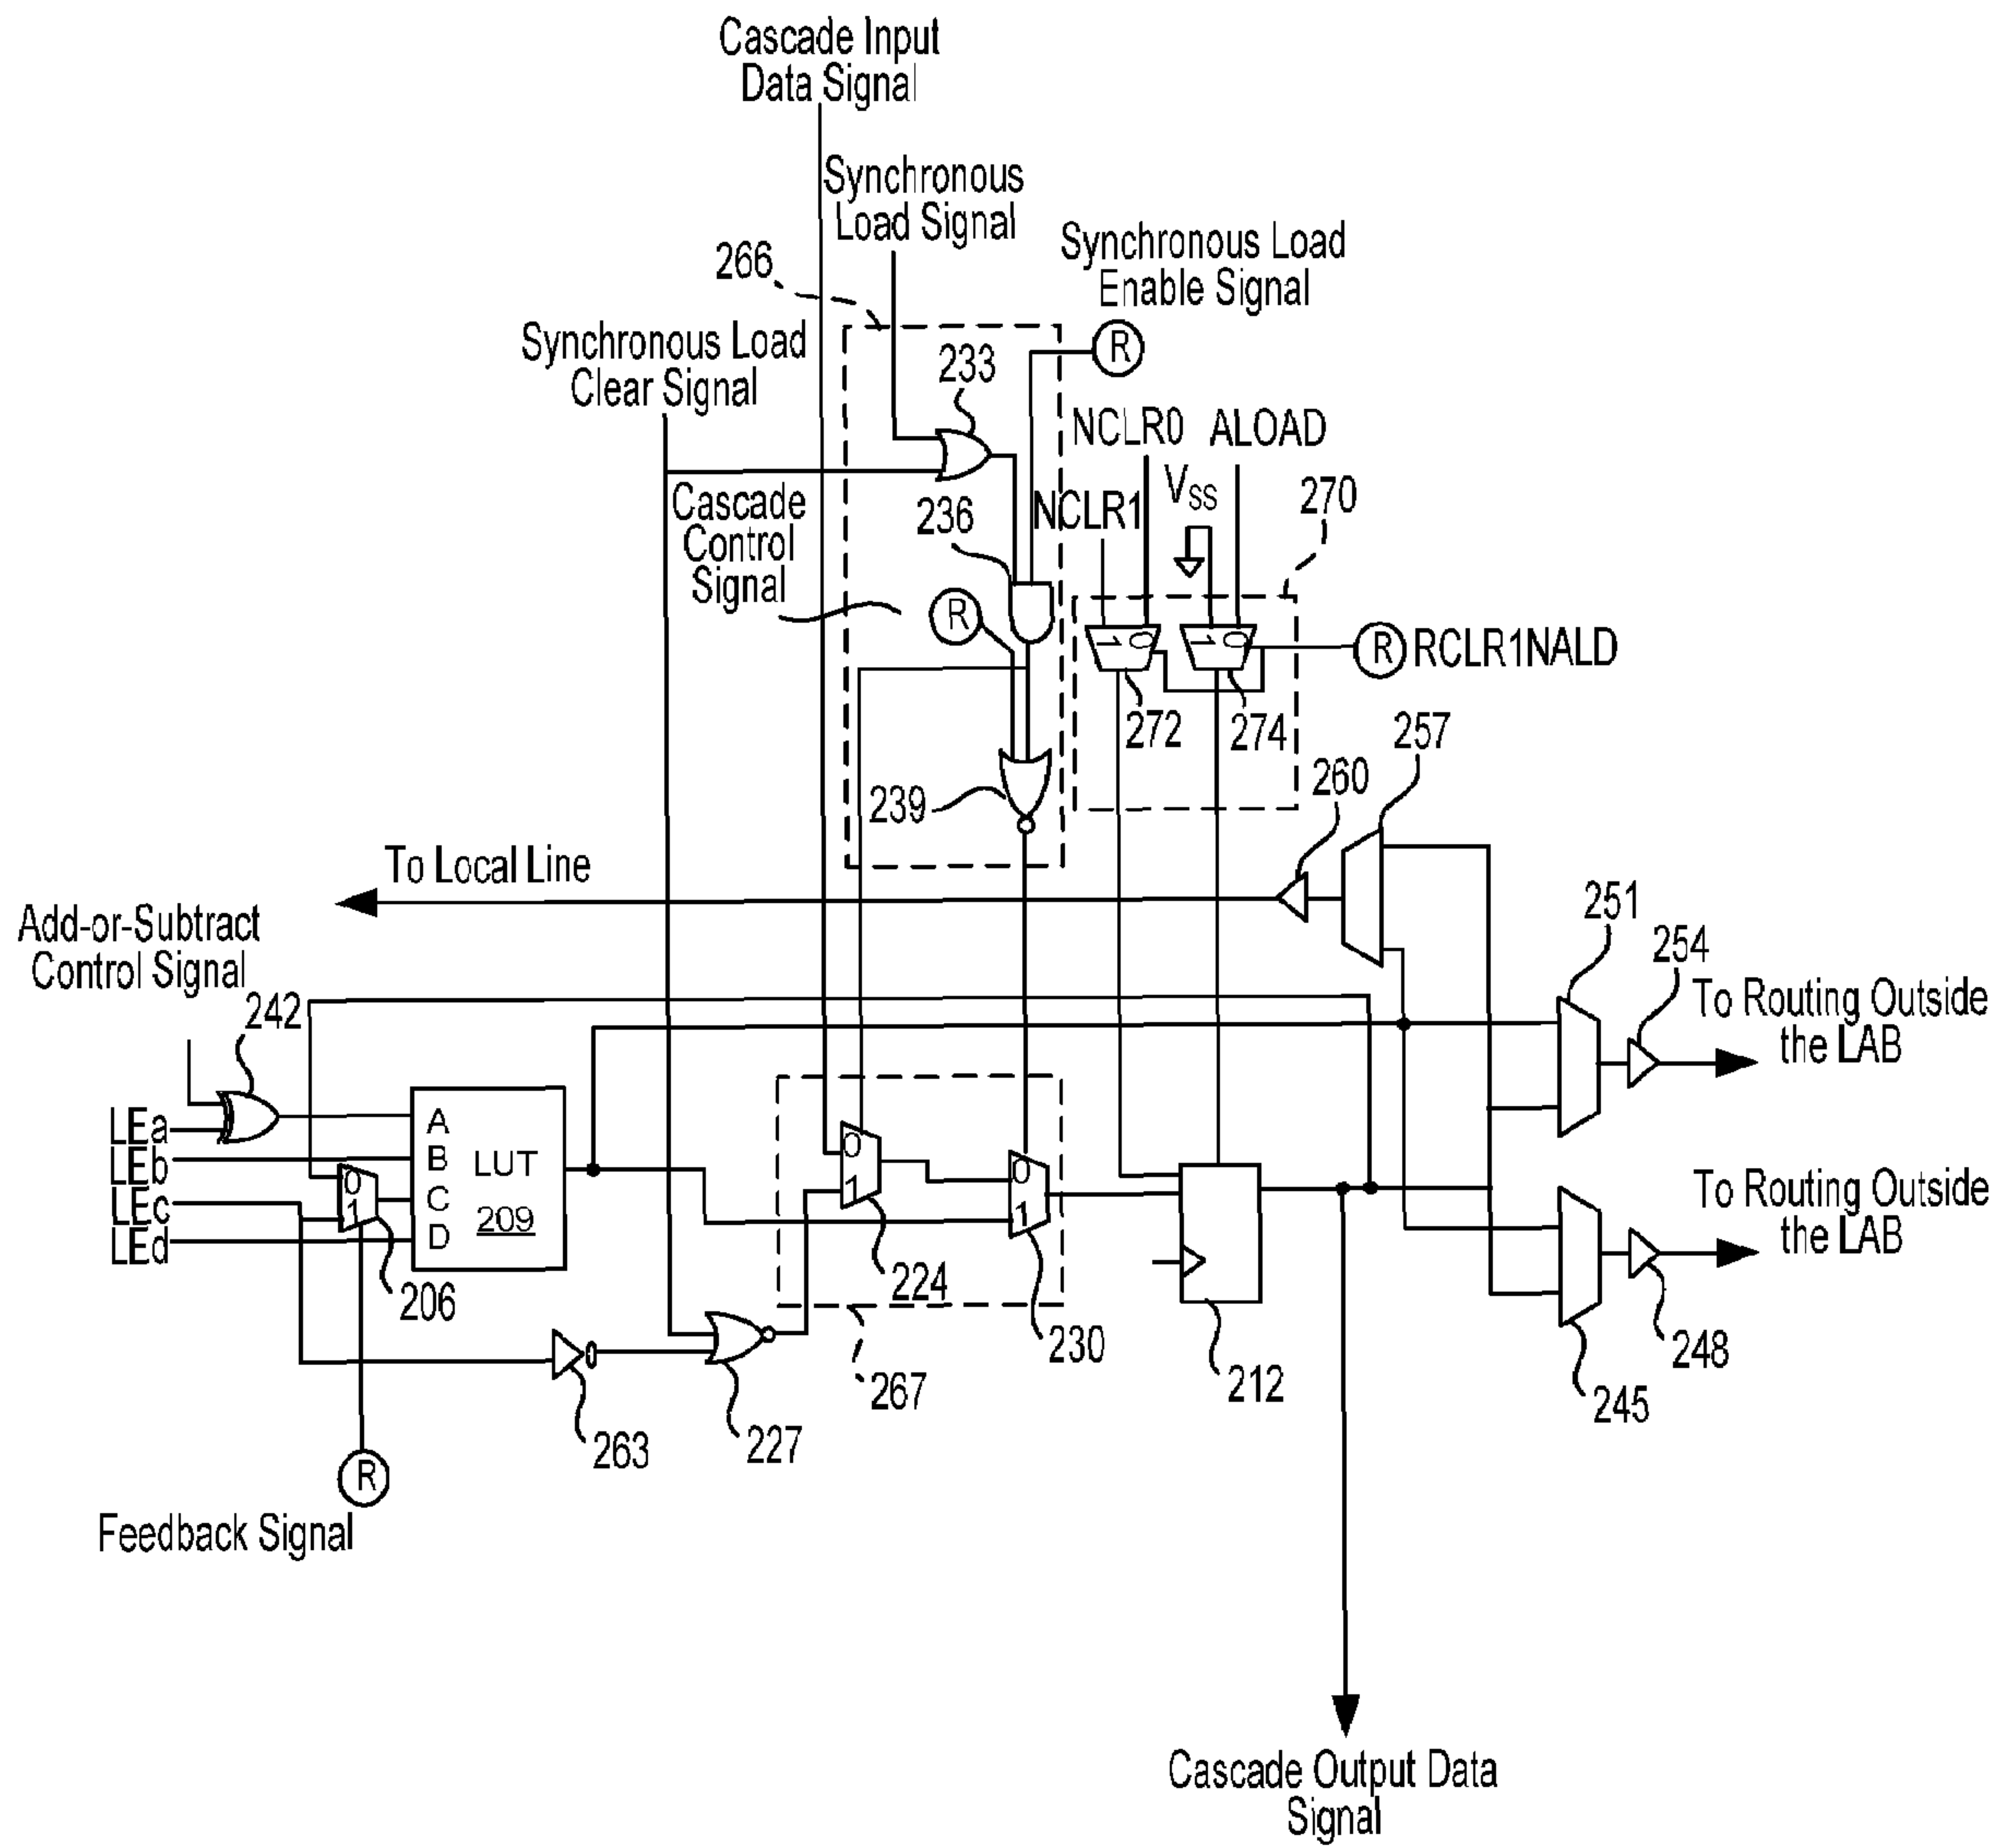 Cascade Input
Data Signal
Synchronous
Load Signal
Synchronous Load
Enable Signal
266
R
Synchronous Load
Clear Signal
233
NCLR0
ALOAD
VSS
270
Cascade
Control
Signal
236
NCLR1
R
1
0
1
0
R
RCLR1NALD
272
274
257
260
239
To Local Line
251
254
Add-or-Subtract
Control Signal
To Routing Outside
the LAB
242
LEa
LEb
LEc
LEd
0
1
A
B
C
D
LUT
209
0
1
0
1
To Routing Outside
the LAB
206
224
230
267
212
248
245
263
227
R
Feedback Signal
Cascade Output Data
Signal